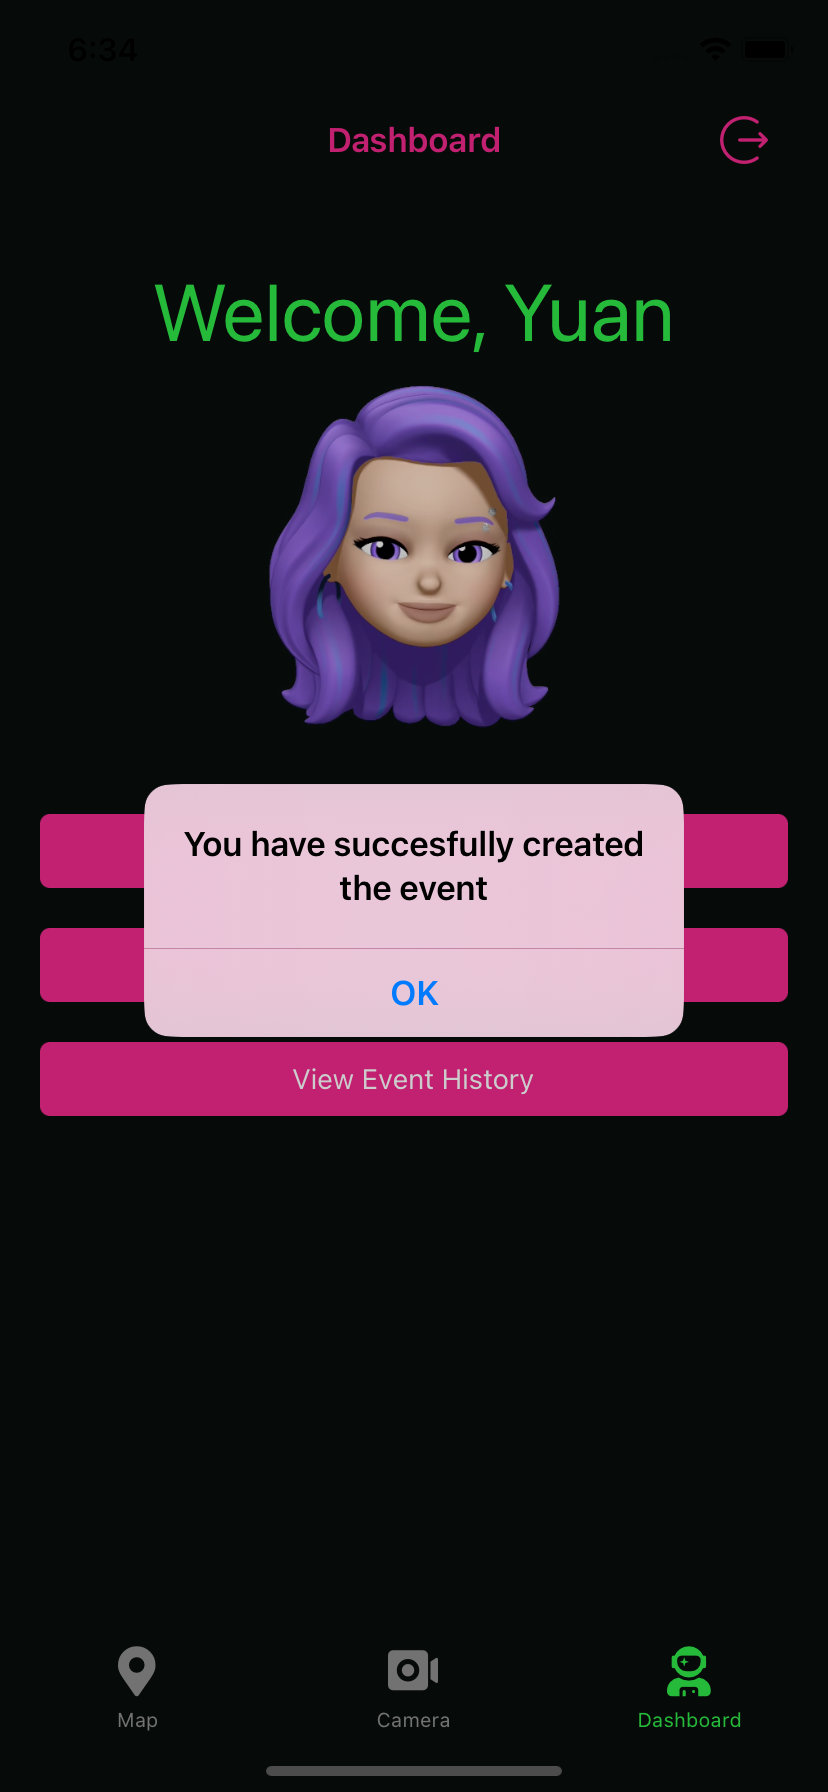 6:34
Dashboard
Welcome, Yuan
You have succesfully created
the event
OK
View Event History
Map
Camera
Dashboard